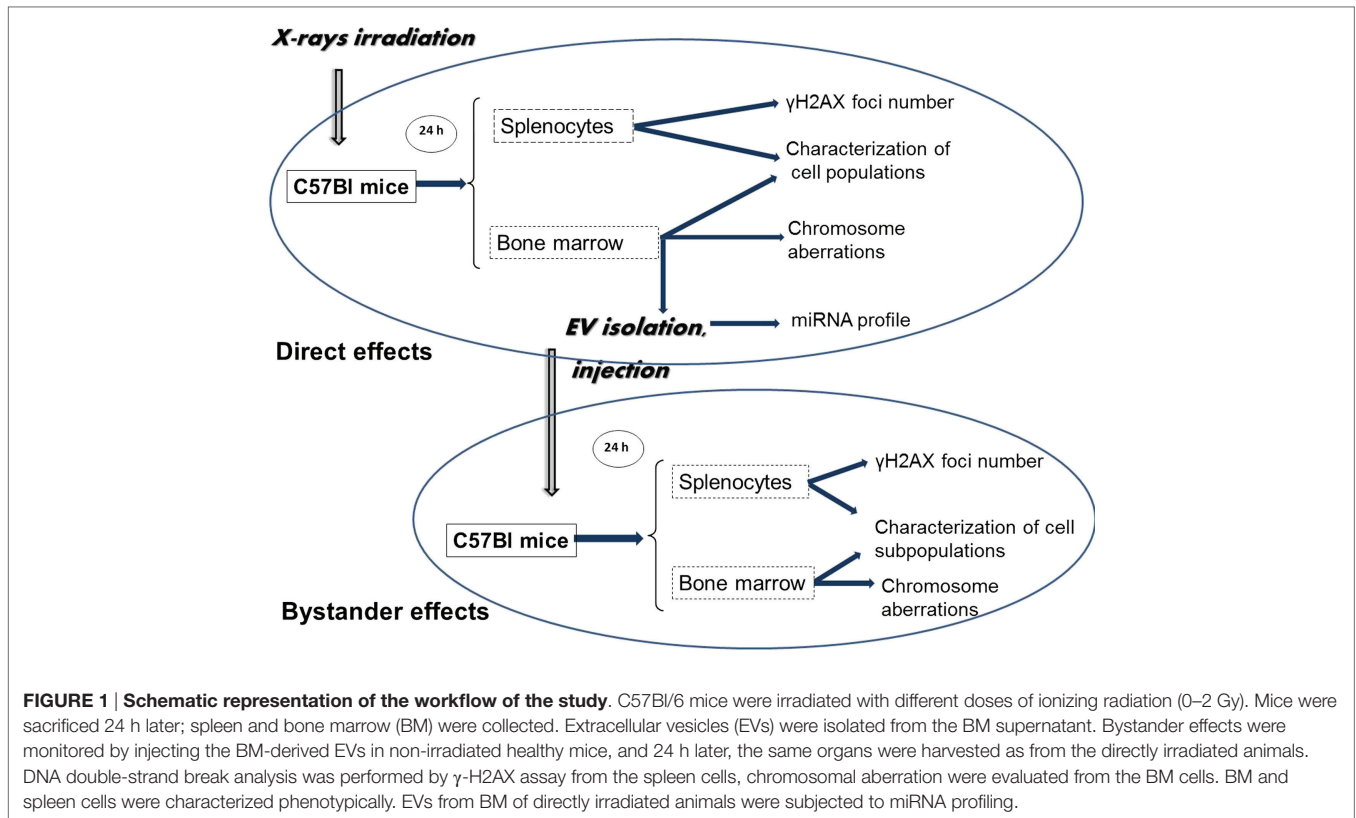 X-rays irradiation
24 h
C57Bl mice
Splenocytes
Bone marrow
γH2AX foci number
Characterization of
cell populations
Chromosome
aberrations
EV isolation,
injection
miRNA profile
Direct effects
24 h
C57Bl mice
Splenocytes
Bone marrow
γH2AX foci number
Characterization of cell
subpopulations
Chromosome
aberrations
Bystander effects
FIGURE 1 | Schematic representation of the workflow of the study. C57Bl/6 mice were irradiated with different doses of ionizing radiation (0–2 Gy). Mice were
sacrificed 24 h later; spleen and bone marrow (BM) were collected. Extracellular vesicles (EVs) were isolated from the BM supernatant. Bystander effects were
monitored by injecting the BM-derived EVs in non-irradiated healthy mice, and 24 h later, the same organs were harvested as from the directly irradiated animals.
DNA double-strand break analysis was performed by γ-H2AX assay from the spleen cells, chromosomal aberration were evaluated from the BM cells. BM and
spleen cells were characterized phenotypically. EVs from BM of directly irradiated animals were subjected to miRNA profiling.